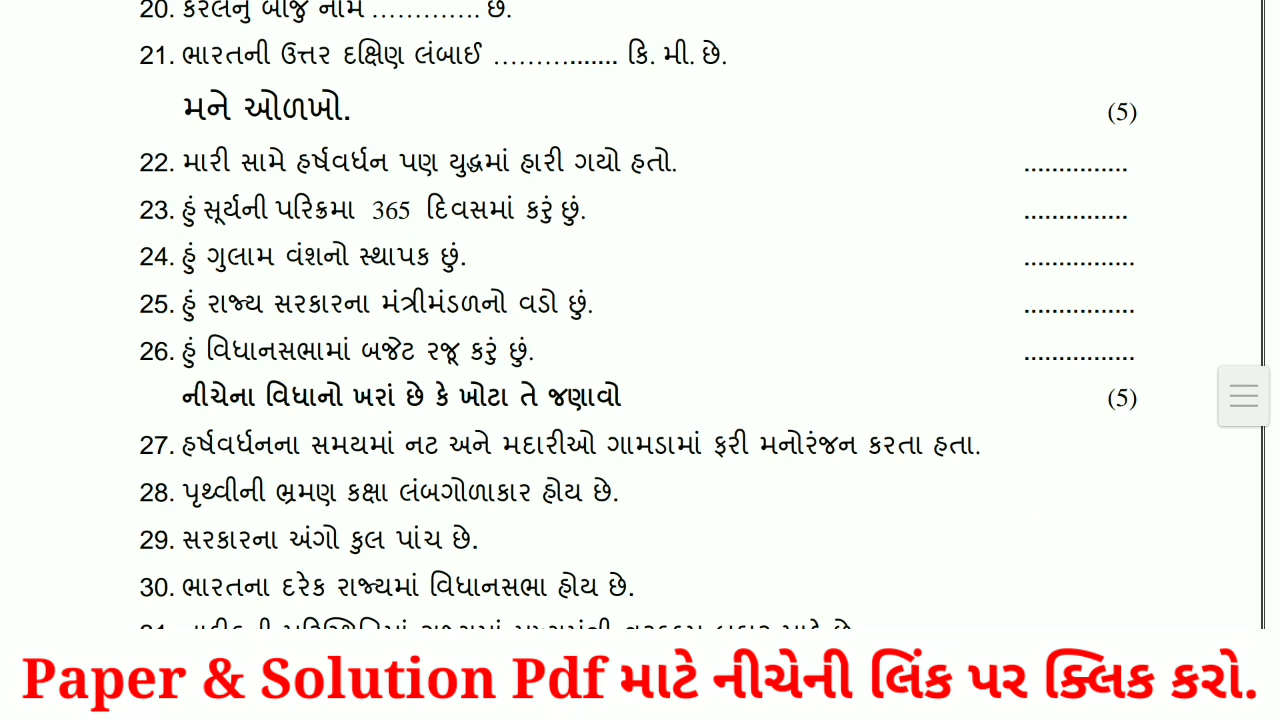 20. કેરલનું બીજું નામ ............. છે.
21. ભારતની ઉત્તર દક્ષિણ લંબાઈ ................ કિ. મી. છે.
મને ઓળખો. (5)
22. મારી સામે હર્ષવર્ધન પણ યુદ્ધમાં હારી ગયો હતો. ...............
23. હું સૂર્યની પરિક્રમા 365 દિવસમાં કરું છું. ...............
24. હું ગુલામ વંશનો સ્થાપક છું. ................
25. હું રાજ્ય સરકારના મંત્રીમંડળનો વડો છું. ................
26. હું વિધાનસભામાં બજેટ રજૂ કરું છું. ................
નીચેના વિધાનો ખરાં છે કે ખોટા તે જણાવો (5)
27. હર્ષવર્ધનના સમયમાં નટ અને મદારીઓ ગામડામાં ફરી મનોરંજન કરતા હતા.
28. પૃથ્વીની ભ્રમણ કક્ષા લંબગોળાકાર હોય છે.
29. સરકારના અંગો કુલ પાંચ છે.
30. ભારતના દરેક રાજ્યમાં વિધાનસભા હોય છે.
Paper & Solution Pdf માટે નીચેની લિંક પર ક્લિક કરો.